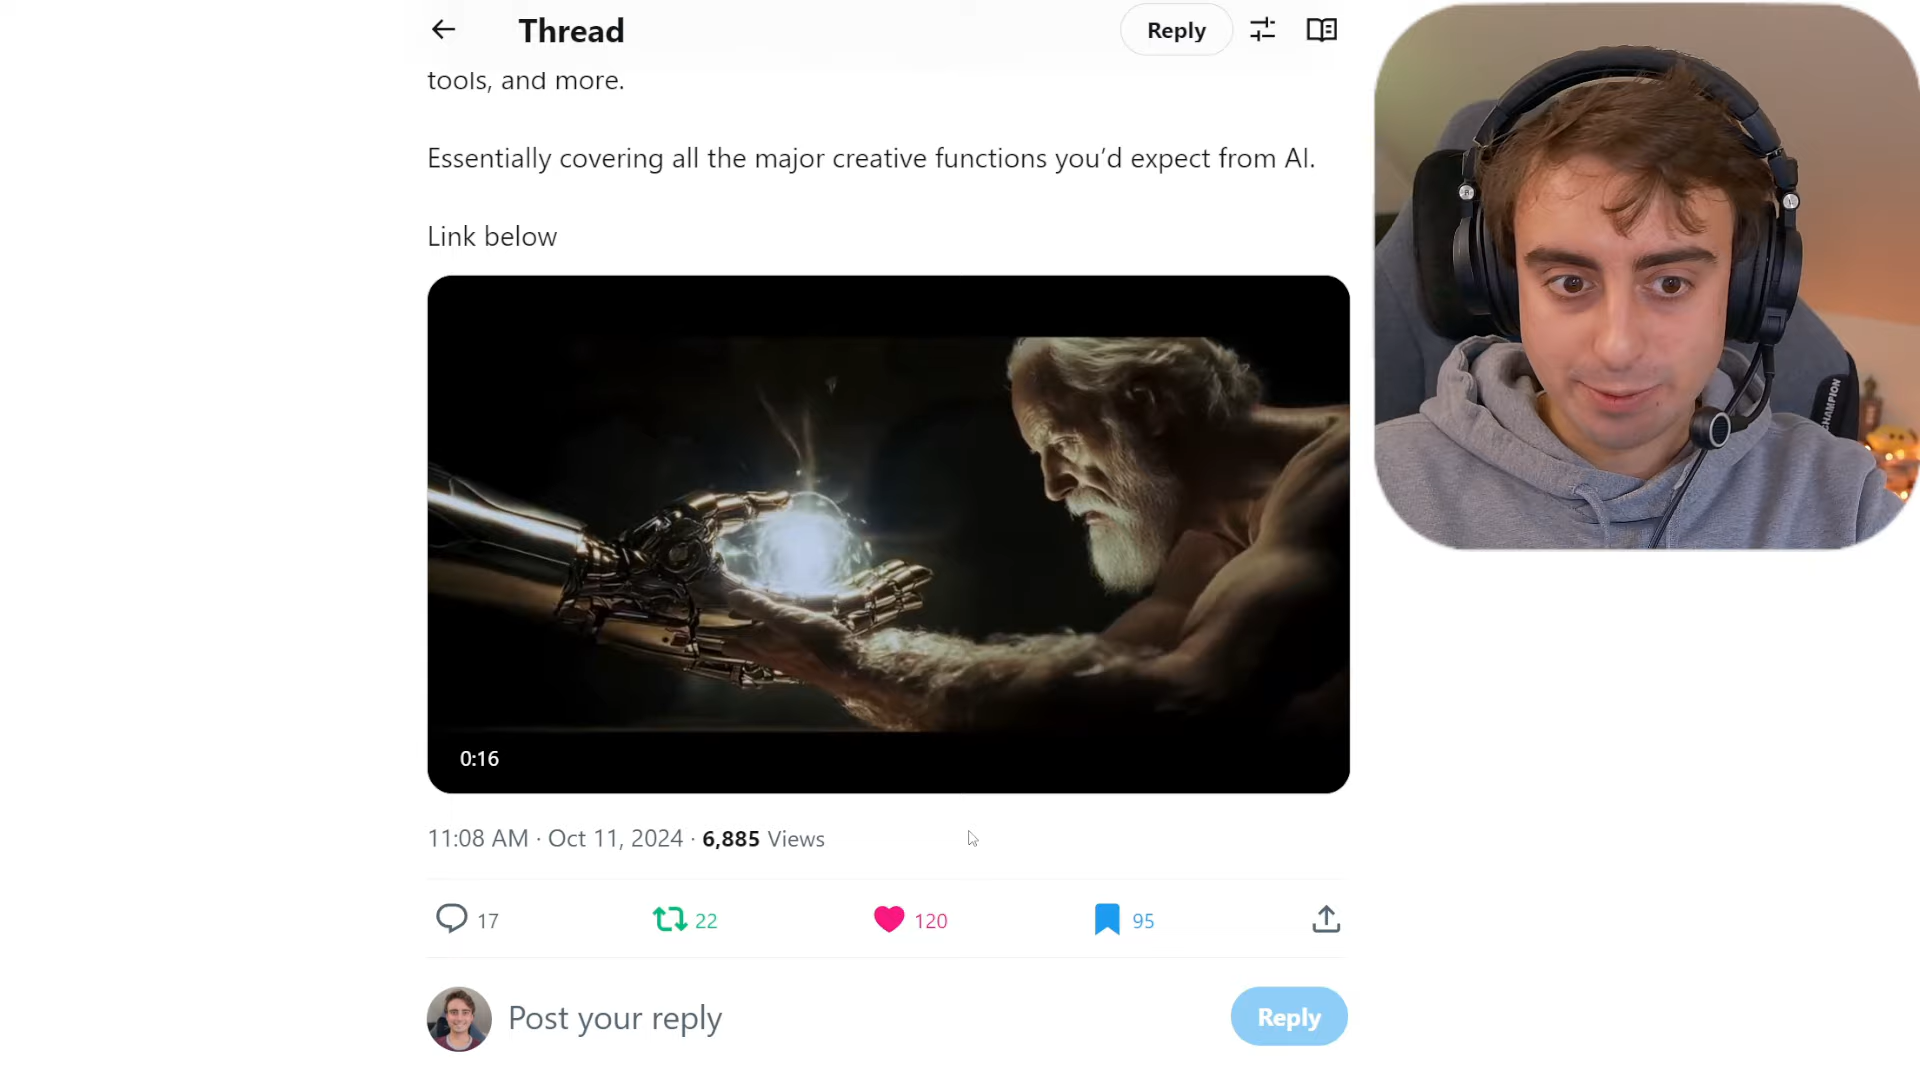 Thread
Reply
tools, and more.
Essentially covering all the major creative functions you’d expect from AI.
Link below
0:16
11:08 AM · Oct 11, 2024 · 6,885 Views
17
22
120
95
Post your reply
Reply
CHAMPION